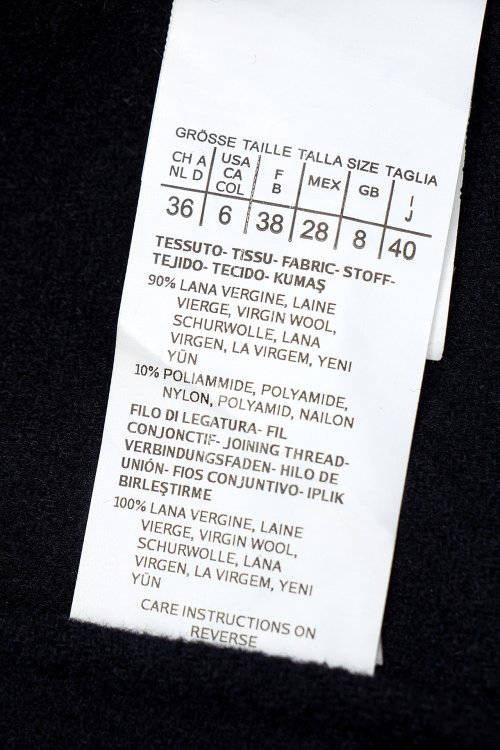 GRÖSSE TAILLE TALLA SIZE TAGLIA
CH A NL D USA CA COL F B MEX GB I J
36 6 38 28 8 40
TESSUTO- TISSU- FABRIC- STOFF-
TEJIDO- TECIDO- KUMAŞ
90% LANA VERGINE, LAINE
VIERGE, VIRGIN WOOL,
SCHURWOLLE, LANA
VIRGEN, LA VIRGEM, YENI
YÜN
10% POLIAMMIDE, POLYAMIDE,
NYLON, POLYAMID, NAILON
FILO DI LEGATURA- FIL
CONJONCTIF- JOINING THREAD-
VERBINDUNGSFADEN- HILO DE
UNIÓN- FIOS CONJUNTIVO- IPLIK
BIRLEŞTIRME
100% LANA VERGINE, LAINE
VIERGE, VIRGIN WOOL,
SCHURWOLLE, LANA
VIRGEN, LA VIRGEM, YENI
YÜN
CARE INSTRUCTIONS ON
REVERSE